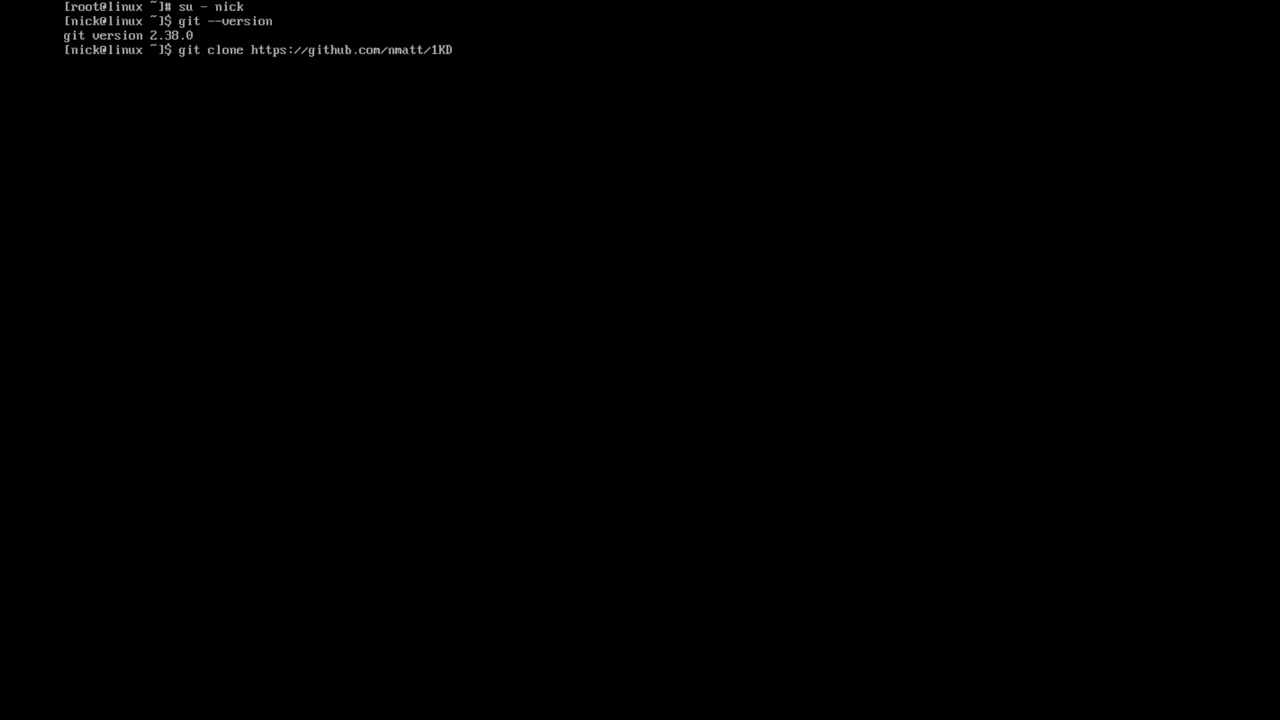 [root@linux ~]# su - nick
[nick@linux ~]$ git --version
git version 2.38.0
[nick@linux ~]$ git clone https://github.com/nmatt/1KD